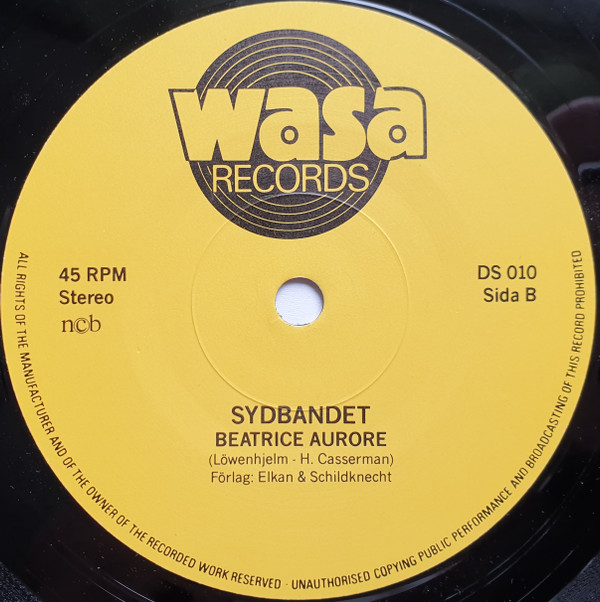 wasa
RECORDS
45 RPM
Stereo
ncb
DS 010
Sida B
SYDBANDET
BEATRICE AURORE
(Löwenhjelm - H. Casserman)
Förlag: Elkan & Schildknecht
ALL RIGHTS OF THE MANUFACTURER AND OF THE OWNER OF THE RECORDED WORK RESERVED · UNAUTHORISED COPYING PUBLIC PERFORMANCE AND BROADCASTING OF THIS RECORD PROHIBITED